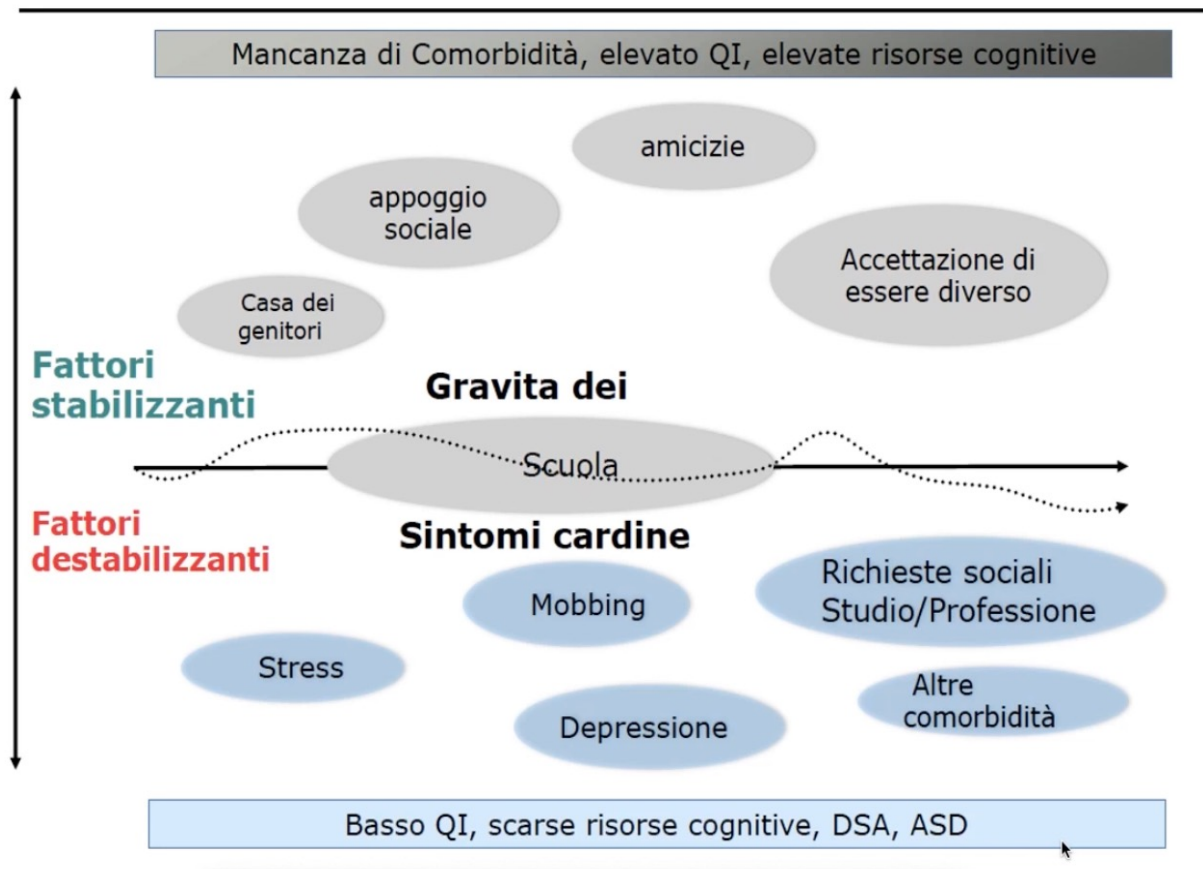 Mancanza di Comorbidità, elevato QI, elevate risorse cognitive
amicizie
appoggio
sociale
Accettazione di
essere diverso
Casa dei
genitori
Fattori
stabilizzanti
Gravita dei
Scuola
Fattori
destabilizzanti
Sintomi cardine
Mobbing
Richieste sociali
Studio/Professione
Stress
Altre
comorbidità
Depressione
Basso QI, scarse risorse cognitive, DSA, ASD